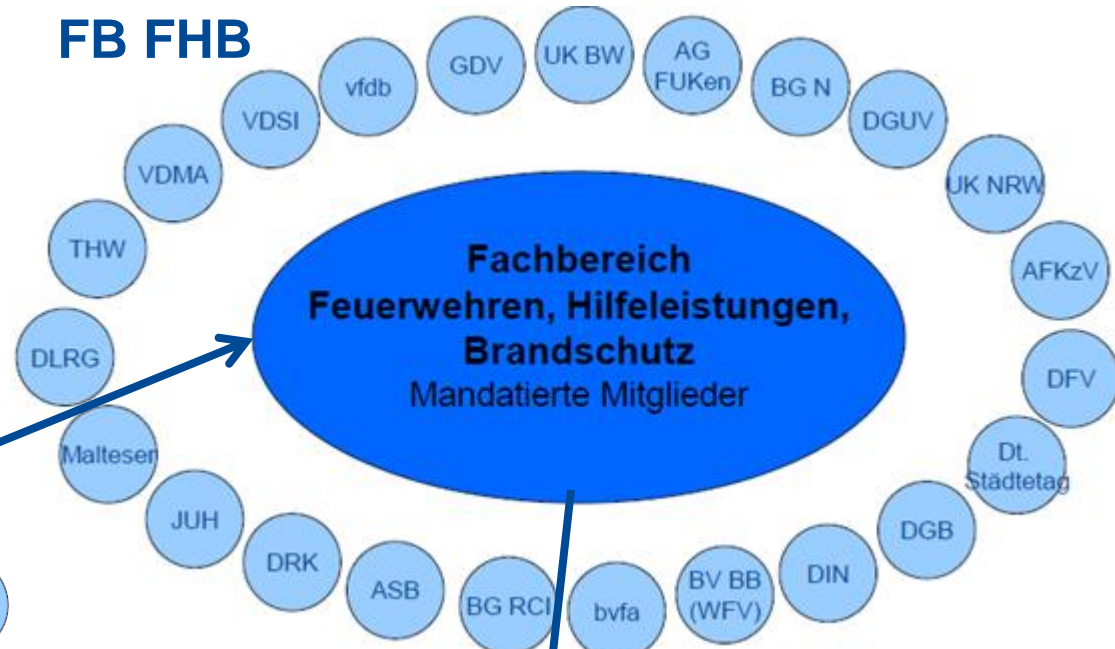 FB FHB
GDV
UK BW
AG
FUKen
BG N
DGUV
UK NRW
AFKzV
DFV
Dt.
Städtetag
DGB
DIN
BV BB
(WFV)
bvfa
BG RCI
ASB
DRK
JUH
Malteser
DLRG
THW
VDMA
VDSI
vfdb
Fachbereich
Feuerwehren, Hilfeleistungen,
Brandschutz
Mandatierte Mitglieder